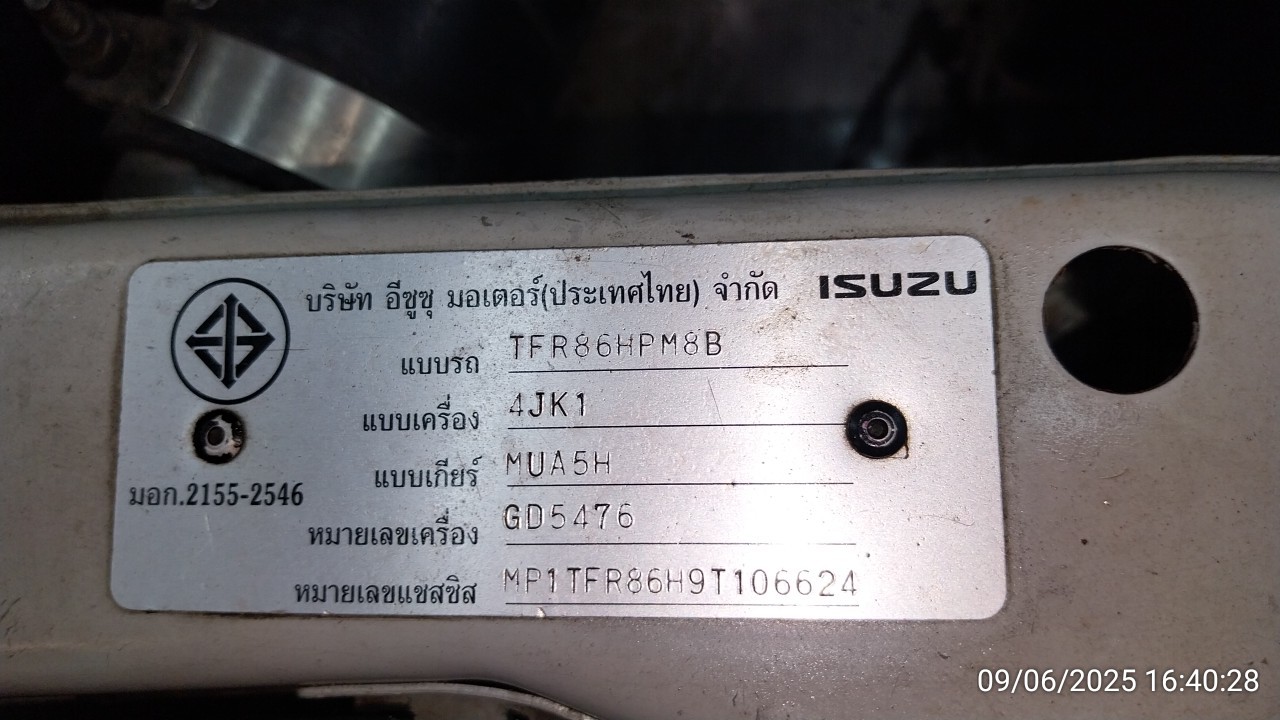 บริษัท อีซูซุ มอเตอร์(ประเทศไทย) จำกัด ISUZU
แบบรถ TFR86HPM8B
แบบเครื่อง 4JK1
แบบเกียร์ MUA5H
มอก.2155-2546
หมายเลขเครื่อง GD5476
หมายเลขแชสซิส MP1TFR86H9T106624
09/06/2025 16:40:28